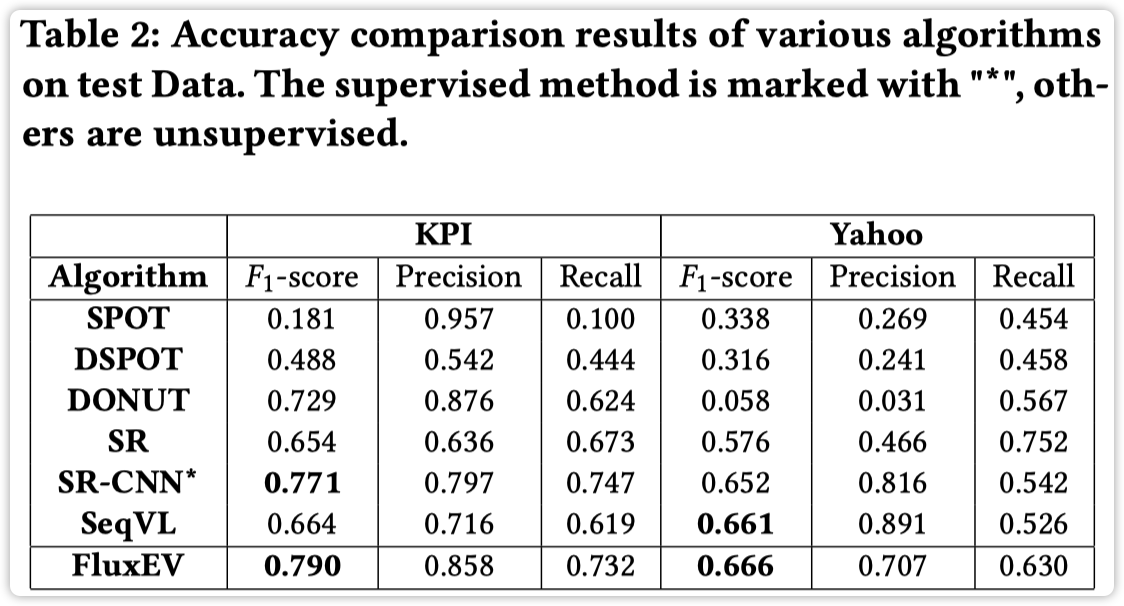 Table 2: Accuracy comparison results of various algorithms
on test Data. The supervised method is marked with "*", oth-
ers are unsupervised.
KPI Yahoo
Algorithm F1-score Precision Recall F1-score Precision Recall
SPOT 0.181 0.957 0.100 0.338 0.269 0.454
DSPOT 0.488 0.542 0.444 0.316 0.241 0.458
DONUT 0.729 0.876 0.624 0.058 0.031 0.567
SR 0.654 0.636 0.673 0.576 0.466 0.752
SR-CNN* 0.771 0.797 0.747 0.652 0.816 0.542
SeqVL 0.664 0.716 0.619 0.661 0.891 0.526
FluxEV 0.790 0.858 0.732 0.666 0.707 0.630